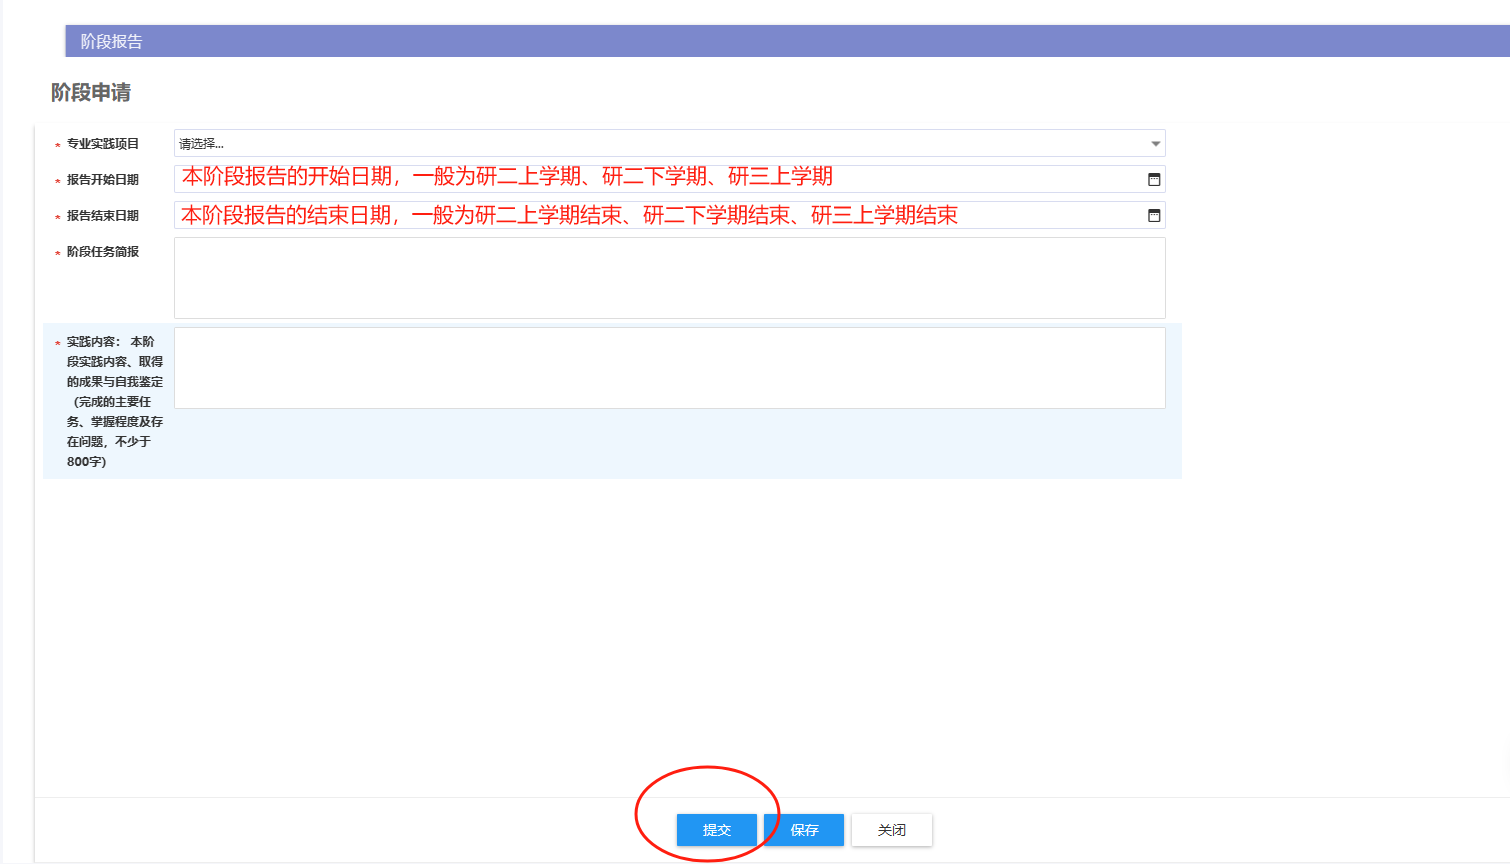 阶段报告
阶段申请
* 专业实践项目 请选择...
* 报告开始日期 本阶段报告的开始日期，一般为研二上学期、研二下学期、研三上学期
* 报告结束日期 本阶段报告的结束日期，一般为研二上学期结束、研二下学期结束、研三上学期结束
* 阶段任务简报
* 实践内容： 本阶
段实践内容、取得
的成果与自我鉴定
（完成的主要任
务、掌握程度及存
在问题，不少于
800字)
提交 保存 关闭